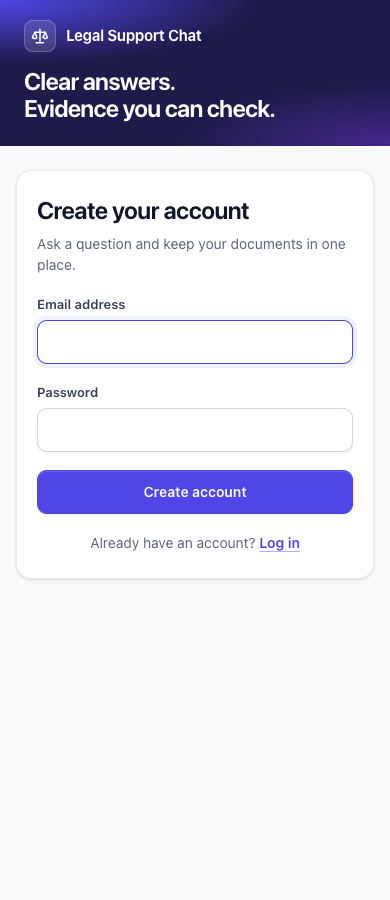 Legal Support Chat
Clear answers.
Evidence you can check.
Create your account
Ask a question and keep your documents in one
place.
Email address
Password
Create account
Already have an account? Log in